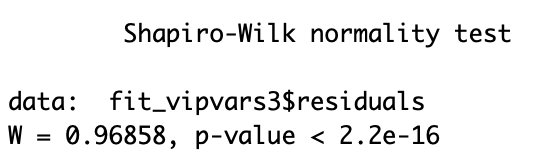 Shapiro-Wilk normality test
data:  fit_vipvars3$residuals
W = 0.96858, p-value < 2.2e-16